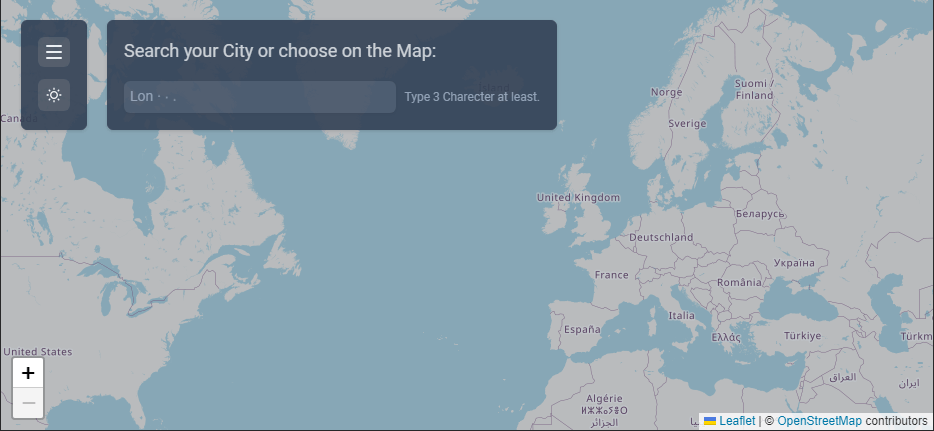 Search your City or choose on the Map:
Lon · · .
Type 3 Charecter at least.
Canada
Norge
Suomi /
Finland
Sverige
United Kingdom
Беларусь
Deutschland
Україна
France
România
Italia
España
Ελλάς
Türkiye
United States
العراق
ایران
Algérie
ⵍⵣⵣⴰⵢⴻⵔ
الجزائر
+
−
Leaflet | © OpenStreetMap contributors